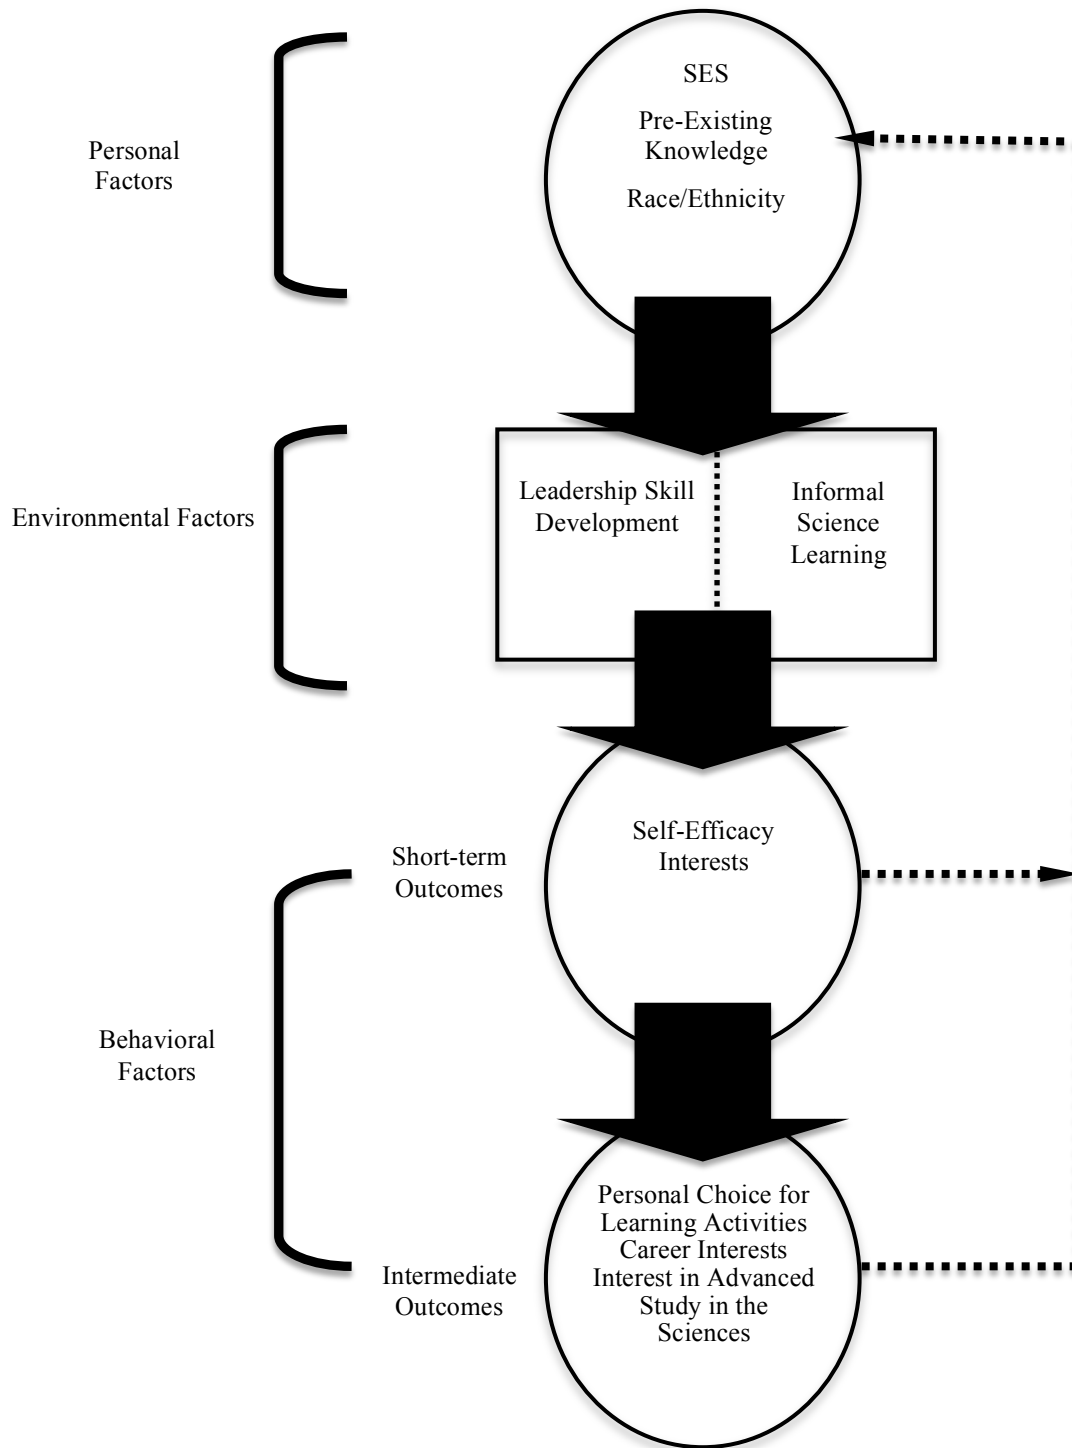 SES
Pre-Existing
Knowledge
Race/Ethnicity
Personal
Factors
Leadership Skill
Development
Informal
Science
Learning
Environmental Factors
Self-Efficacy
Interests
Short-term
Outcomes
Behavioral
Factors
Personal Choice for
Learning Activities
Career Interests
Interest in Advanced
Study in the
Sciences
Intermediate
Outcomes